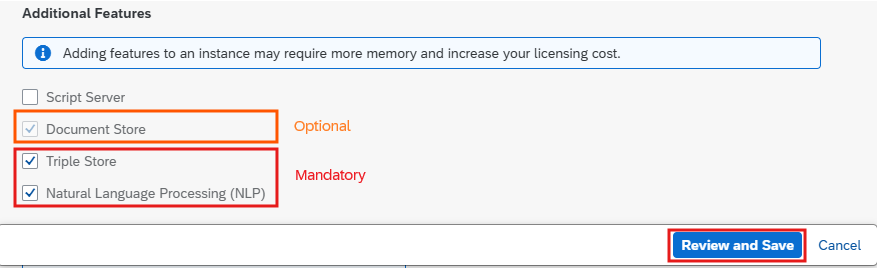 Additional Features
Adding features to an instance may require more memory and increase your licensing cost.
Script Server
Document Store
Optional
Triple Store
Mandatory
Natural Language Processing (NLP)
Review and Save
Cancel